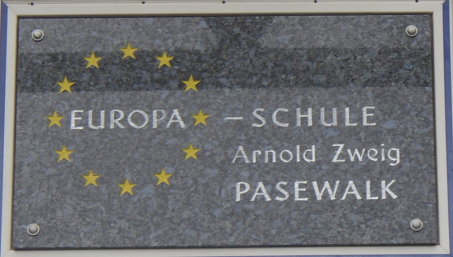 EUROPA – SCHULE
Arnold Zweig
PASEWALK